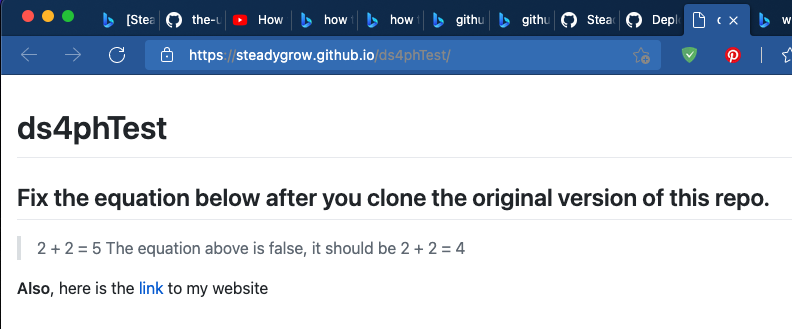 [Stea
the-u
How
how t
how t
githu
githu
Stea
Depl
c
w
https://steadygrow.github.io/ds4phTest/
ds4phTest
Fix the equation below after you clone the original version of this repo.
2 + 2 = 5 The equation above is false, it should be 2 + 2 = 4
Also, here is the link to my website